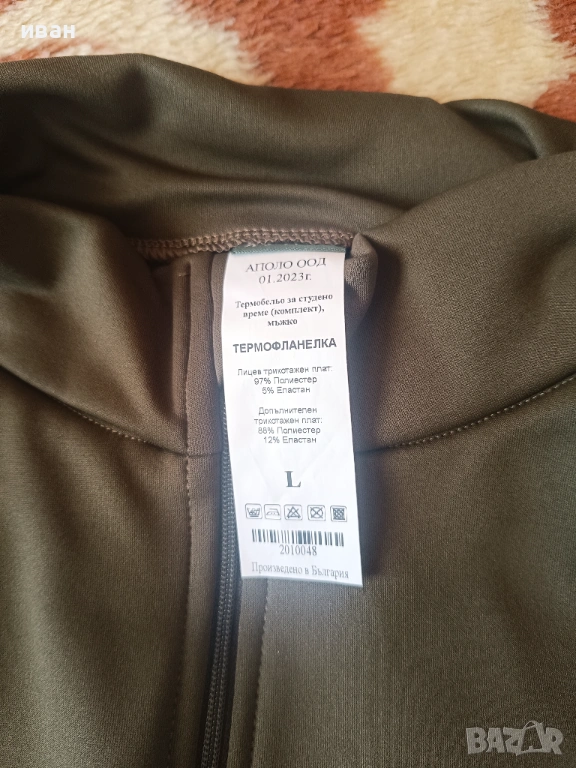 иван
АПОЛО ООД
01.2023г.
Термобельо за студено
време (комплект),
мъжко
ТЕРМОФЛАНЕЛКА
Лицев трикотажен плат:
97% Полиестер
5% Еластан
Допълнителен
трикотажен плат:
88% Полиестер
12% Еластан
L
2010048
Произведено в България
BAZAR